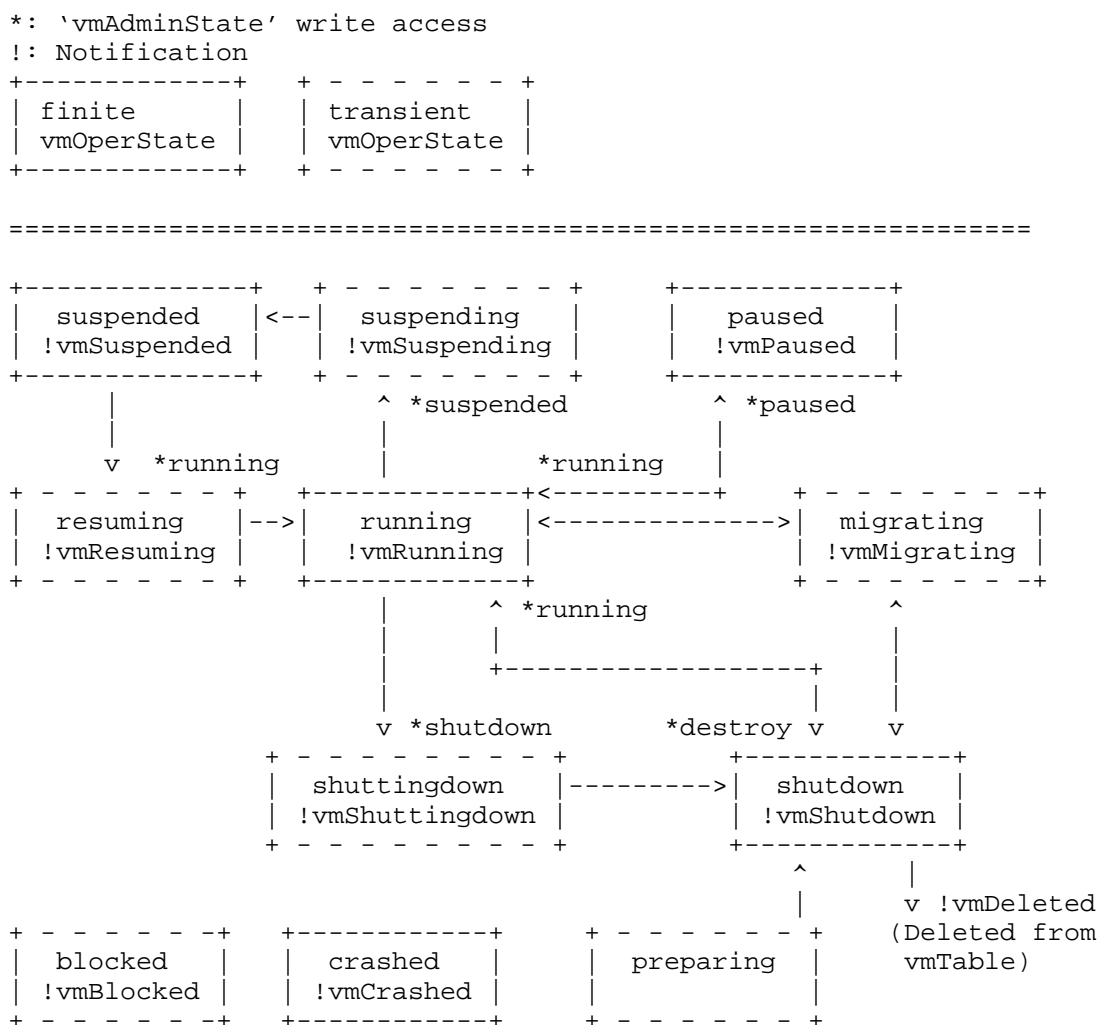 *: ‘vmAdminState’ write access
!: Notification
finite transient
vmOperState vmOperState
suspended suspending paused
!vmSuspended !vmSuspending !vmPaused
*suspended *paused
*running *running
resuming running migrating
!vmResuming !vmRunning !vmMigrating
*running
*shutdown *destroy
shuttingdown shutdown
!vmShuttingdown !vmShutdown
!vmDeleted
(Deleted from
blocked crashed preparing vmTable)
!vmBlocked !vmCrashed